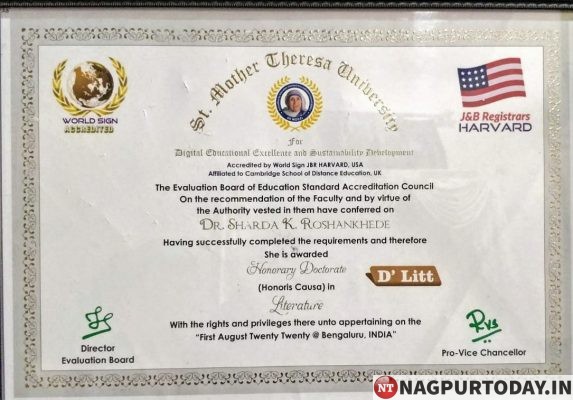 St. Mother Theresa University
WORLD SIGN
ACCREDITED
J&B Registrars
HARVARD
For
Digital Educational Excellence and Sustainability Development
Accredited by World Sign JBR HARVARD, USA
Affiliated to Cambridge School of Distance Education, UK
The Evaluation Board of Education Standard Accreditation Council
On the recommendation of the Faculty and by virtue of
the Authority vested in them have conferred on
DR. SHARDA K. ROSHANKHEDE
Having successfully completed the requirements and therefore
She is awarded
Honorary Doctorate
D' Litt
(Honoris Causa) in
Literature
With the rights and privileges there unto appertaining on the
"First August Twenty Twenty @ Bengaluru, INDIA"
Director
Evaluation Board
Pro-Vice Chancellor
NT NAGPURTODAY.IN